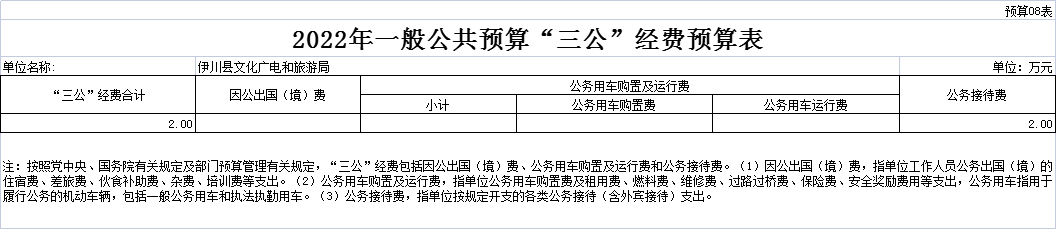 预算08表
2022年一般公共预算“三公”经费预算表
单位名称: 伊川县文化广电和旅游局 单位：万元
“三公”经费合计 因公出国（境）费 公务用车购置及运行费 公务接待费
小计 公务用车购置费 公务用车运行费
2.00 2.00
注：按照党中央、国务院有关规定及部门预算管理有关规定，“三公”经费包括因公出国（境）费、公务用车购置及运行费和公务接待费。（1）因公出国（境）费，指单位工作人员公务出国（境）的
住宿费、差旅费、伙食补助费、杂费、培训费等支出。（2）公务用车购置及运行费，指单位公务用车购置费及租用费、燃料费、维修费、过路过桥费、保险费、安全奖励费用等支出，公务用车指用于
履行公务的机动车辆，包括一般公务用车和执法执勤用车。（3）公务接待费，指单位按规定开支的各类公务接待（含外宾接待）支出。